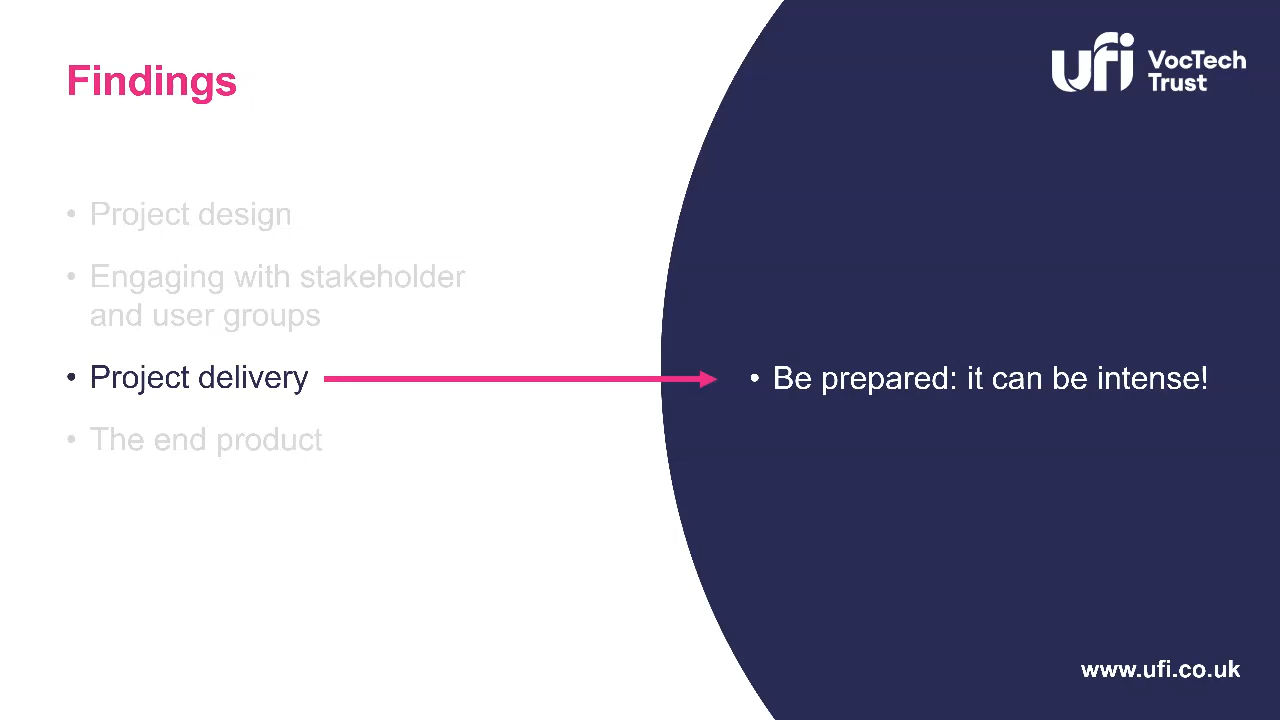 Findings
ufi VocTech
Trust
• Project design
• Engaging with stakeholder
and user groups
• Project delivery
• Be prepared: it can be intense!
• The end product
www.ufi.co.uk